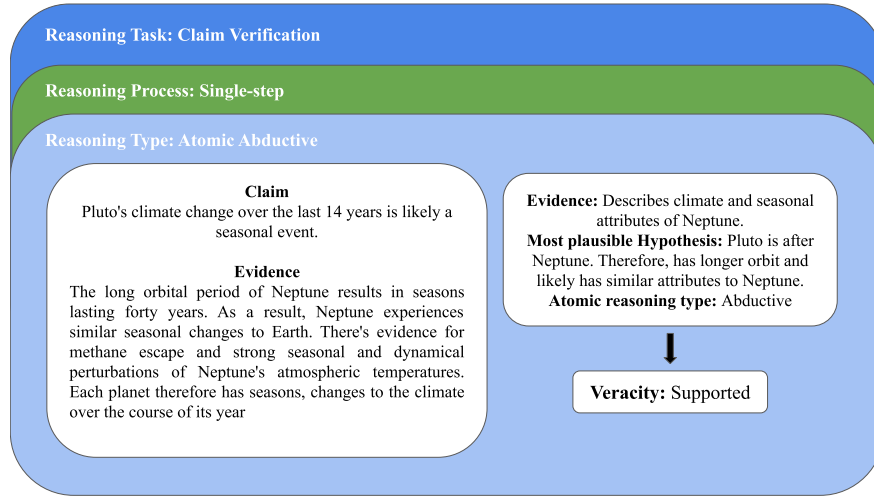 Reasoning Task: Claim Verification
Reasoning Process: Single-step
Reasoning Type: Atomic Abductive
Claim
Pluto's climate change over the last 14 years is likely a
seasonal event.
Evidence
The long orbital period of Neptune results in seasons
lasting forty years. As a result, Neptune experiences
similar seasonal changes to Earth. There's evidence for
methane escape and strong seasonal and dynamical
perturbations of Neptune's atmospheric temperatures.
Each planet therefore has seasons, changes to the climate
over the course of its year
Evidence: Describes climate and seasonal
attributes of Neptune.
Most plausible Hypothesis: Pluto is after
Neptune. Therefore, has longer orbit and
likely has similar attributes to Neptune.
Atomic reasoning type: Abductive
Veracity: Supported